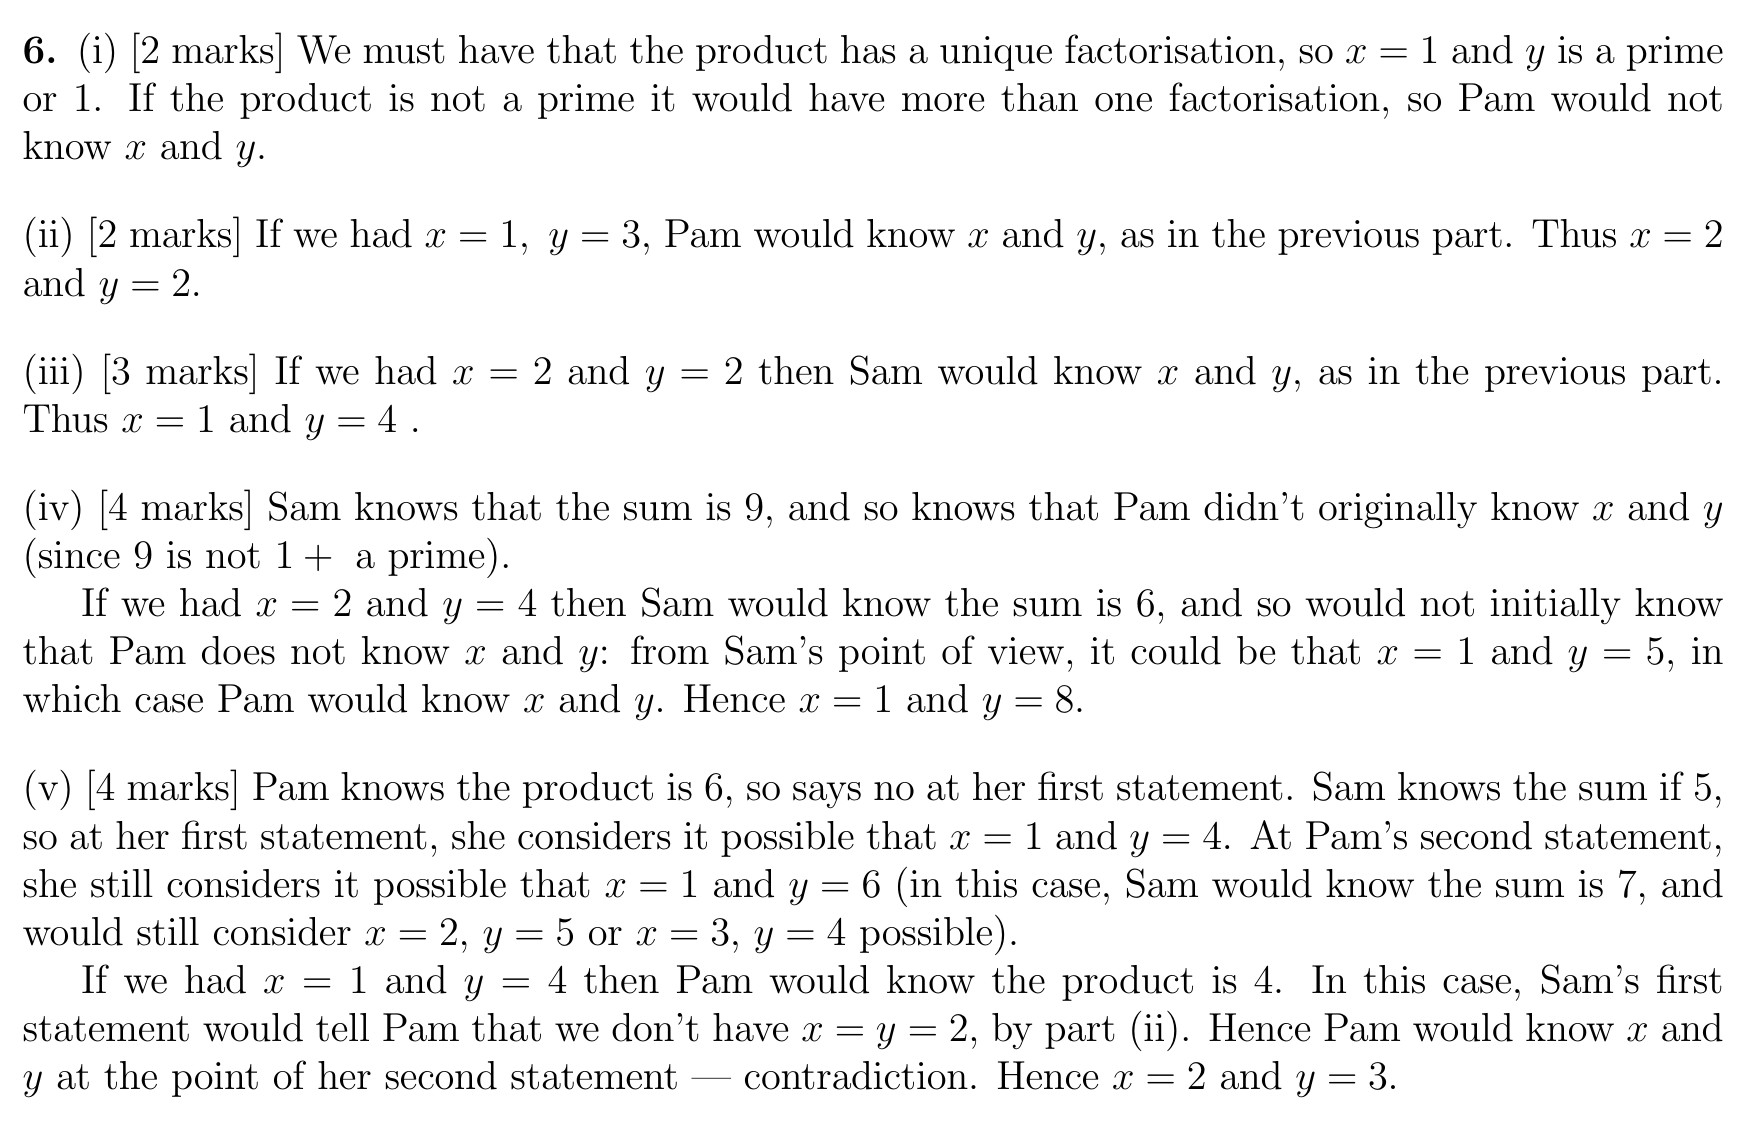 6. (i) [2 marks] We must have that the product has a unique factorisation, so x = 1 and y is a prime
or 1. If the product is not a prime it would have more than one factorisation, so Pam would not
know x and y.
(ii) [2 marks] If we had x = 1, y = 3, Pam would know x and y, as in the previous part. Thus x = 2
and y = 2.
(iii) [3 marks] If we had x = 2 and y = 2 then Sam would know x and y, as in the previous part.
Thus x = 1 and y = 4 .
(iv) [4 marks] Sam knows that the sum is 9, and so knows that Pam didn't originally know x and y
(since 9 is not 1 + a prime).
If we had x = 2 and y = 4 then Sam would know the sum is 6, and so would not initially know
that Pam does not know x and y: from Sam's point of view, it could be that x = 1 and y = 5, in
which case Pam would know x and y. Hence x = 1 and y = 8.
(v) [4 marks] Pam knows the product is 6, so says no at her first statement. Sam knows the sum if 5,
so at her first statement, she considers it possible that x = 1 and y = 4. At Pam's second statement,
she still considers it possible that x = 1 and y = 6 (in this case, Sam would know the sum is 7, and
would still consider x = 2, y = 5 or x = 3, y = 4 possible).
If we had x = 1 and y = 4 then Pam would know the product is 4. In this case, Sam's first
statement would tell Pam that we don't have x = y = 2, by part (ii). Hence Pam would know x and
y at the point of her second statement — contradiction. Hence x = 2 and y = 3.